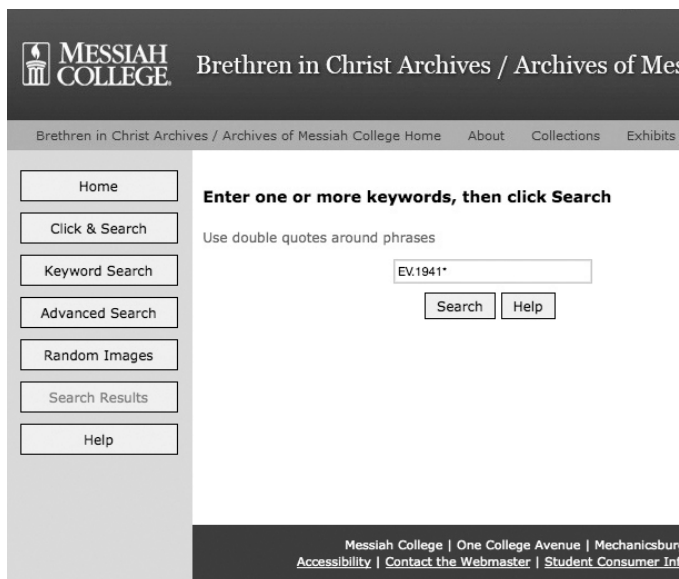 MESSIAH
COLLEGE.
Brethren in Christ Archives / Archives of Mes
Brethren in Christ Archives / Archives of Messiah College Home About Collections Exhibits
Home
Click & Search
Keyword Search
Advanced Search
Random Images
Search Results
Help
Enter one or more keywords, then click Search
Use double quotes around phrases
EV.1941*
Search Help
Messiah College | One College Avenue | Mechanicsbur
Accessibility | Contact the Webmaster | Student Consumer Inf